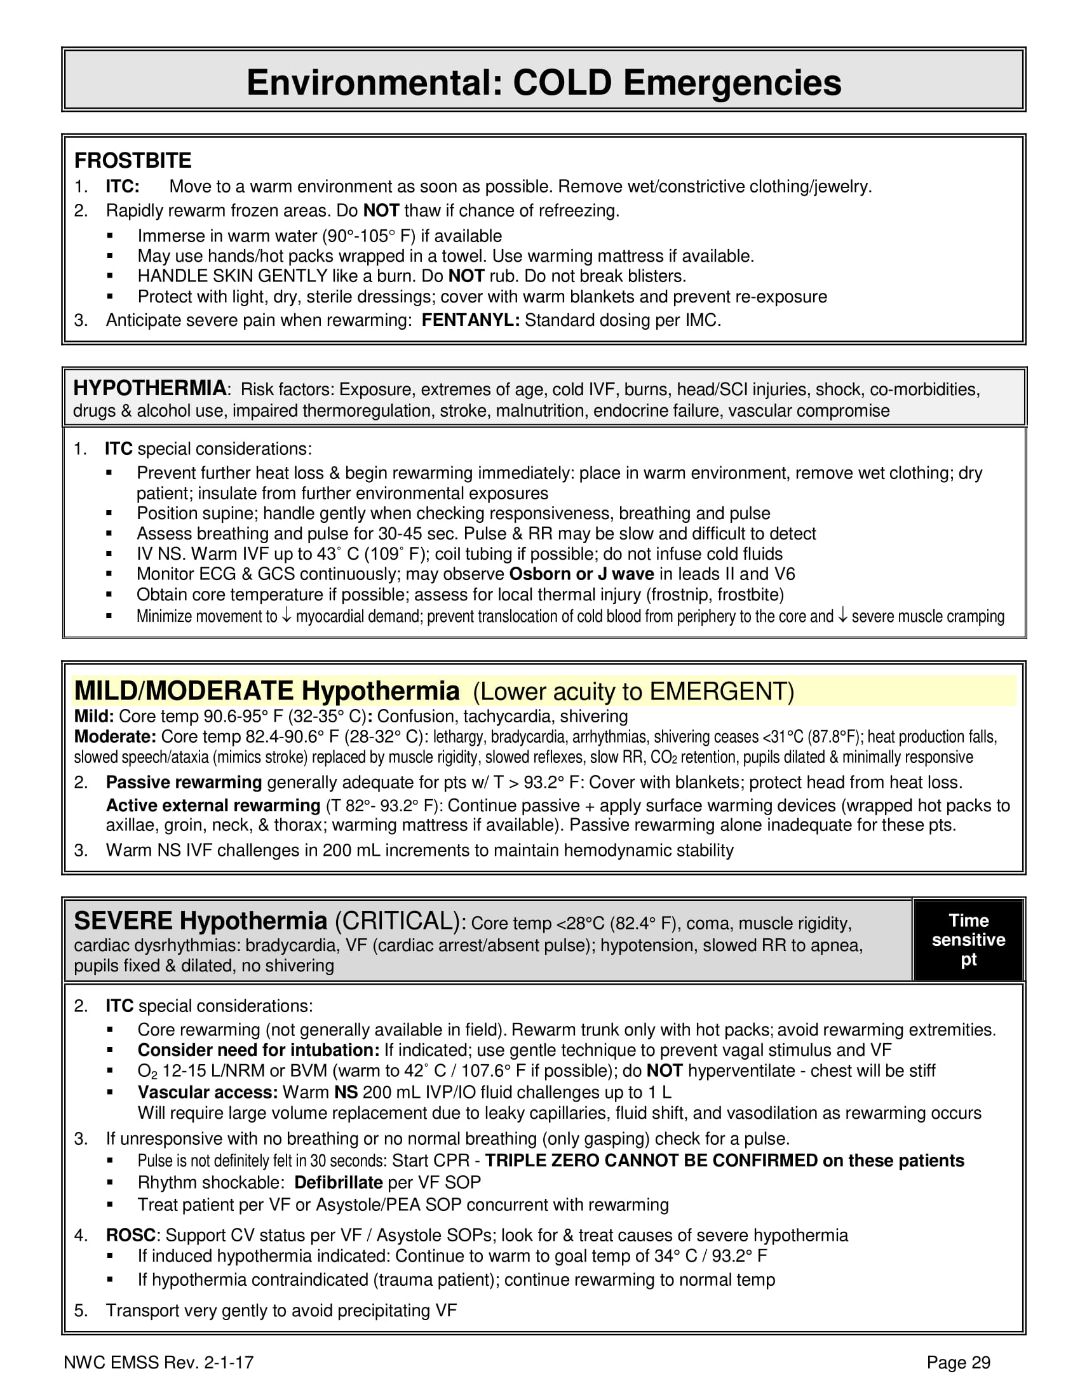 Environmental: COLD Emergencies
FROSTBITE
1. ITC: Move to a warm environment as soon as possible. Remove wet/constrictive clothing/jewelry.
2. Rapidly rewarm frozen areas. Do NOT thaw if chance of refreezing.
▪ Immerse in warm water (90°-105° F) if available
▪ May use hands/hot packs wrapped in a towel. Use warming mattress if available.
▪ HANDLE SKIN GENTLY like a burn. Do NOT rub. Do not break blisters.
▪ Protect with light, dry, sterile dressings; cover with warm blankets and prevent re-exposure
3. Anticipate severe pain when rewarming: FENTANYL: Standard dosing per IMC.
HYPOTHERMIA: Risk factors: Exposure, extremes of age, cold IVF, burns, head/SCI injuries, shock, co-morbidities,
drugs & alcohol use, impaired thermoregulation, stroke, malnutrition, endocrine failure, vascular compromise
1. ITC special considerations:
▪ Prevent further heat loss & begin rewarming immediately: place in warm environment, remove wet clothing; dry
patient; insulate from further environmental exposures
▪ Position supine; handle gently when checking responsiveness, breathing and pulse
▪ Assess breathing and pulse for 30-45 sec. Pulse & RR may be slow and difficult to detect
▪ IV NS. Warm IVF up to 43˚ C (109˚ F); coil tubing if possible; do not infuse cold fluids
▪ Monitor ECG & GCS continuously; may observe Osborn or J wave in leads II and V6
▪ Obtain core temperature if possible; assess for local thermal injury (frostnip, frostbite)
▪ Minimize movement to ↓ myocardial demand; prevent translocation of cold blood from periphery to the core and ↓ severe muscle cramping
MILD/MODERATE Hypothermia (Lower acuity to EMERGENT)
Mild: Core temp 90.6-95° F (32-35° C): Confusion, tachycardia, shivering
Moderate: Core temp 82.4-90.6° F (28-32° C): lethargy, bradycardia, arrhythmias, shivering ceases <31°C (87.8°F); heat production falls,
slowed speech/ataxia (mimics stroke) replaced by muscle rigidity, slowed reflexes, slow RR, CO2 retention, pupils dilated & minimally responsive
2. Passive rewarming generally adequate for pts w/ T > 93.2° F: Cover with blankets; protect head from heat loss.
Active external rewarming (T 82°- 93.2° F): Continue passive + apply surface warming devices (wrapped hot packs to
axillae, groin, neck, & thorax; warming mattress if available). Passive rewarming alone inadequate for these pts.
3. Warm NS IVF challenges in 200 mL increments to maintain hemodynamic stability
SEVERE Hypothermia (CRITICAL): Core temp <28°C (82.4° F), coma, muscle rigidity,
cardiac dysrhythmias: bradycardia, VF (cardiac arrest/absent pulse); hypotension, slowed RR to apnea,
pupils fixed & dilated, no shivering
Time
sensitive
pt
2. ITC special considerations:
▪ Core rewarming (not generally available in field). Rewarm trunk only with hot packs; avoid rewarming extremities.
▪ Consider need for intubation: If indicated; use gentle technique to prevent vagal stimulus and VF
▪ O2 12-15 L/NRM or BVM (warm to 42˚ C / 107.6° F if possible); do NOT hyperventilate - chest will be stiff
▪ Vascular access: Warm NS 200 mL IVP/IO fluid challenges up to 1 L
Will require large volume replacement due to leaky capillaries, fluid shift, and vasodilation as rewarming occurs
3. If unresponsive with no breathing or no normal breathing (only gasping) check for a pulse.
▪ Pulse is not definitely felt in 30 seconds: Start CPR - TRIPLE ZERO CANNOT BE CONFIRMED on these patients
▪ Rhythm shockable: Defibrillate per VF SOP
▪ Treat patient per VF or Asystole/PEA SOP concurrent with rewarming
4. ROSC: Support CV status per VF / Asystole SOPs; look for & treat causes of severe hypothermia
▪ If induced hypothermia indicated: Continue to warm to goal temp of 34° C / 93.2° F
▪ If hypothermia contraindicated (trauma patient); continue rewarming to normal temp
5. Transport very gently to avoid precipitating VF
NWC EMSS Rev. 2-1-17 Page 29